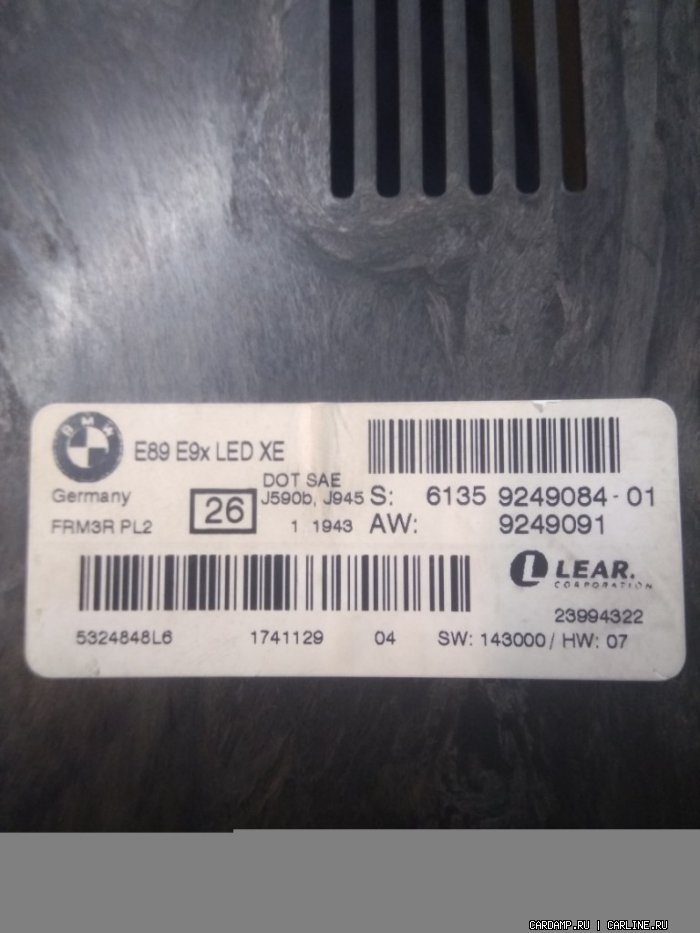 BMW
E89 E9x LED XE
Germany
26
DOT SAE
J590b, J945
S: 6135 9249084-01
FRM3R PL2
1 1943
AW: 9249091
LEAR.
CORPORATION
23994322
5324848L6 1741129 04 SW: 143000/ HW: 07
CARDAMP.RU | CARLINE.RU